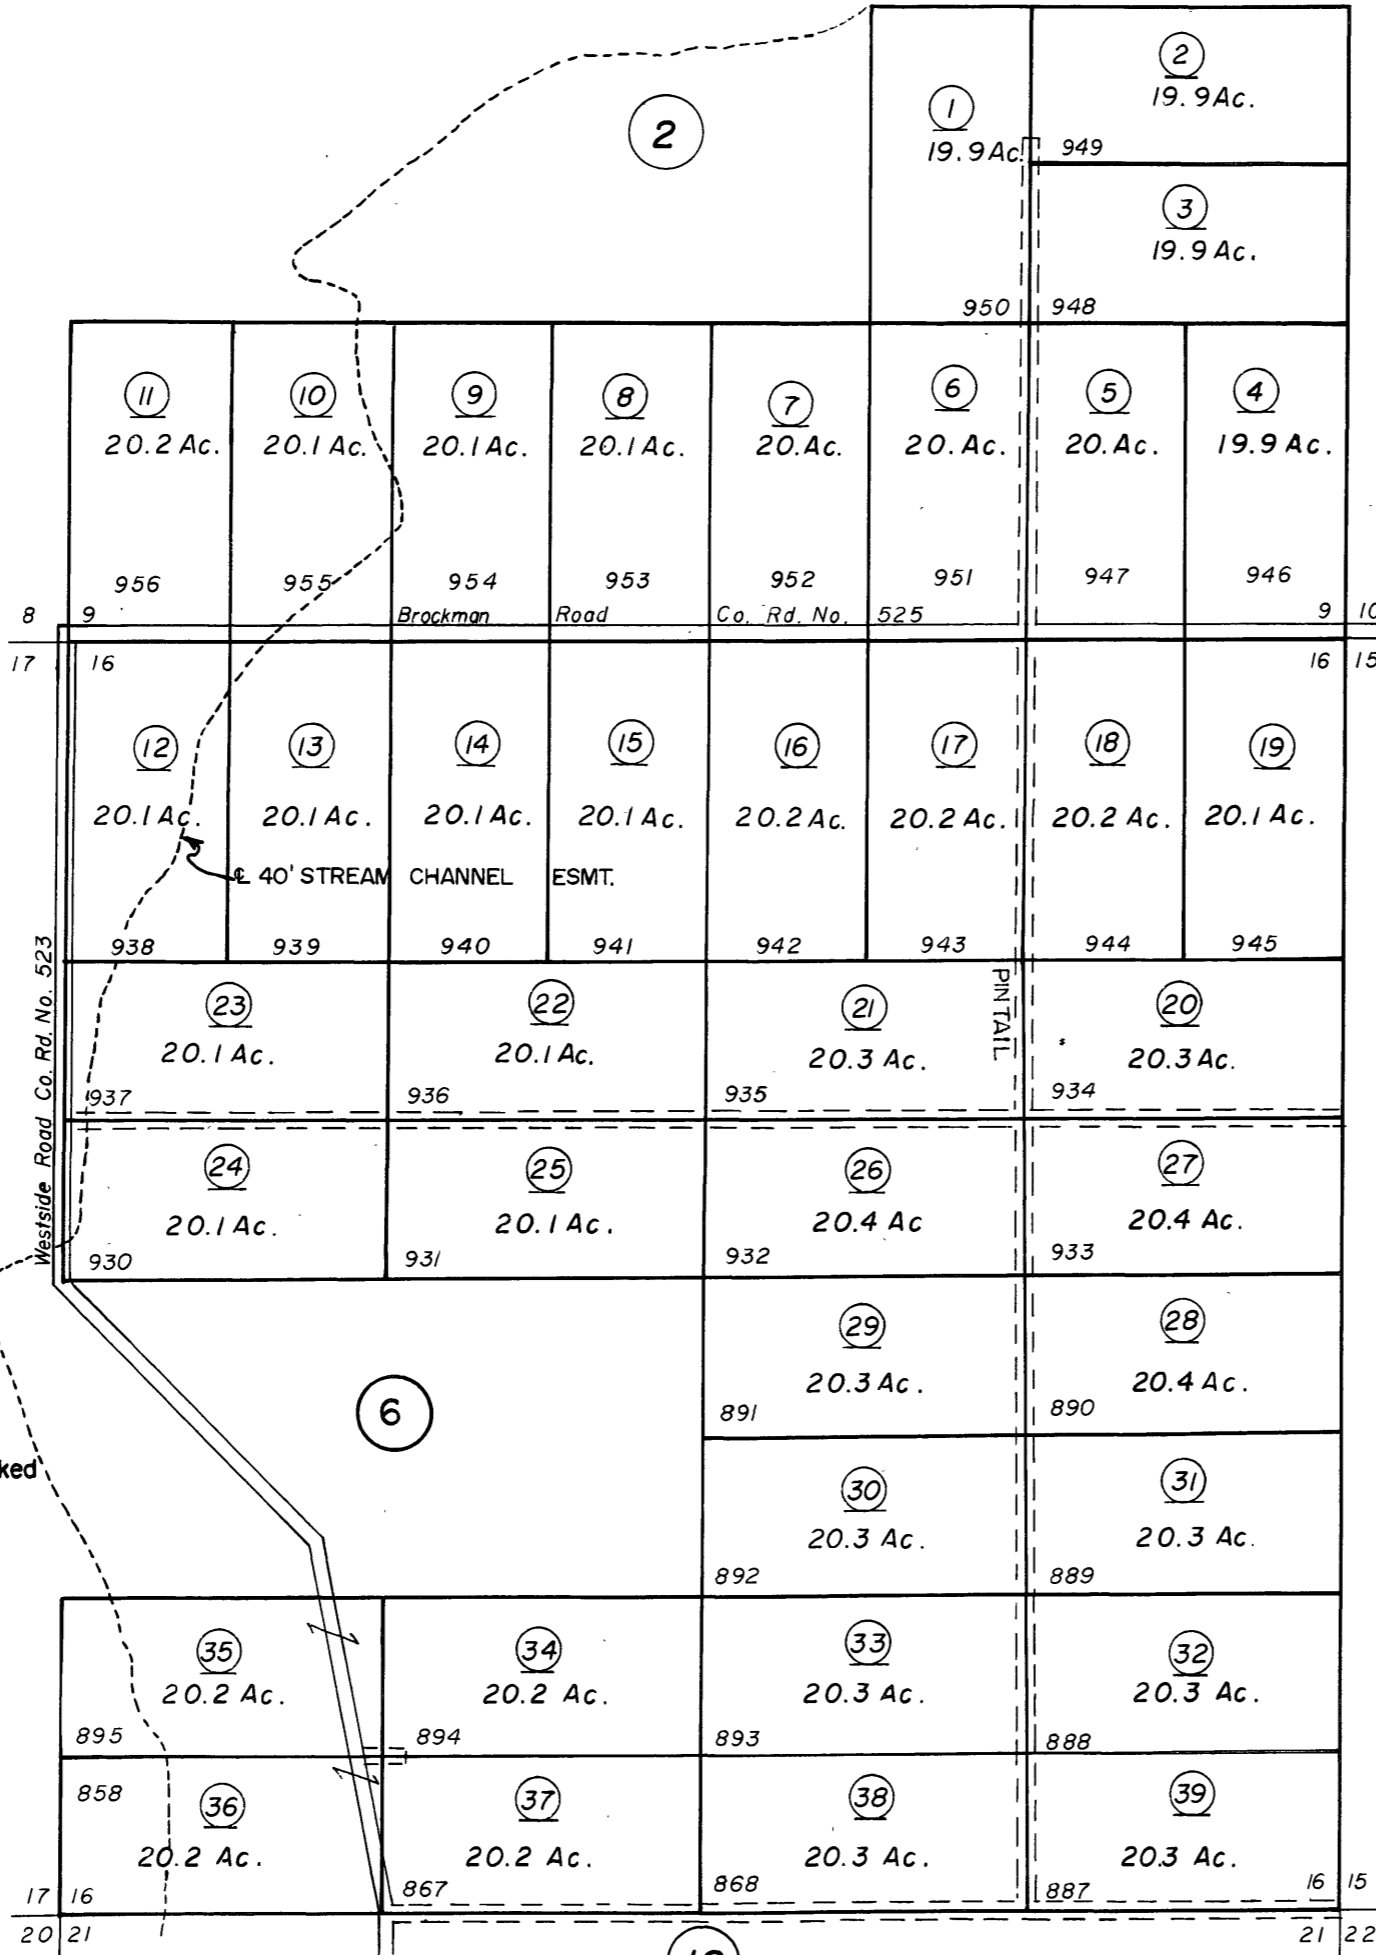 2
1
19.9 Ac.
2
19.9 Ac.
949
3
19.9 Ac.
950
948
11
20.2 Ac.
956
10
20.1 Ac.
955
9
20.1 Ac.
954
8
20.1 Ac.
953
7
20. Ac.
952
6
20. Ac.
951
5
20. Ac.
947
4
19.9 Ac.
946
8
9
Brockman Road Co. Rd. No. 525
9
10
17
16
16
15
12
20.1 Ac.
938
13
20.1 Ac.
939
14
20.1 Ac.
940
15
20.1 Ac.
941
16
20.2 Ac.
942
17
20.2 Ac.
943
18
20.2 Ac.
944
19
20.1 Ac.
945
℄ 40' STREAM CHANNEL ESMT.
Westside Road Co. Rd. No. 523
PINTAIL
23
20.1 Ac.
937
22
20.1 Ac.
936
21
20.3 Ac.
935
20
20.3 Ac.
934
24
20.1 Ac.
930
25
20.1 Ac.
931
26
20.4 Ac
932
27
20.4 Ac.
933
6
29
20.3 Ac.
891
28
20.4 Ac.
890
ked
30
20.3 Ac.
892
31
20.3 Ac.
889
35
20.2 Ac.
895
34
20.2 Ac.
894
33
20.3 Ac.
893
32
20.3 Ac.
888
858
36
20.2 Ac.
37
20.2 Ac.
867
38
20.3 Ac.
868
39
20.3 Ac.
887
17
16
16
15
20
21
21
22